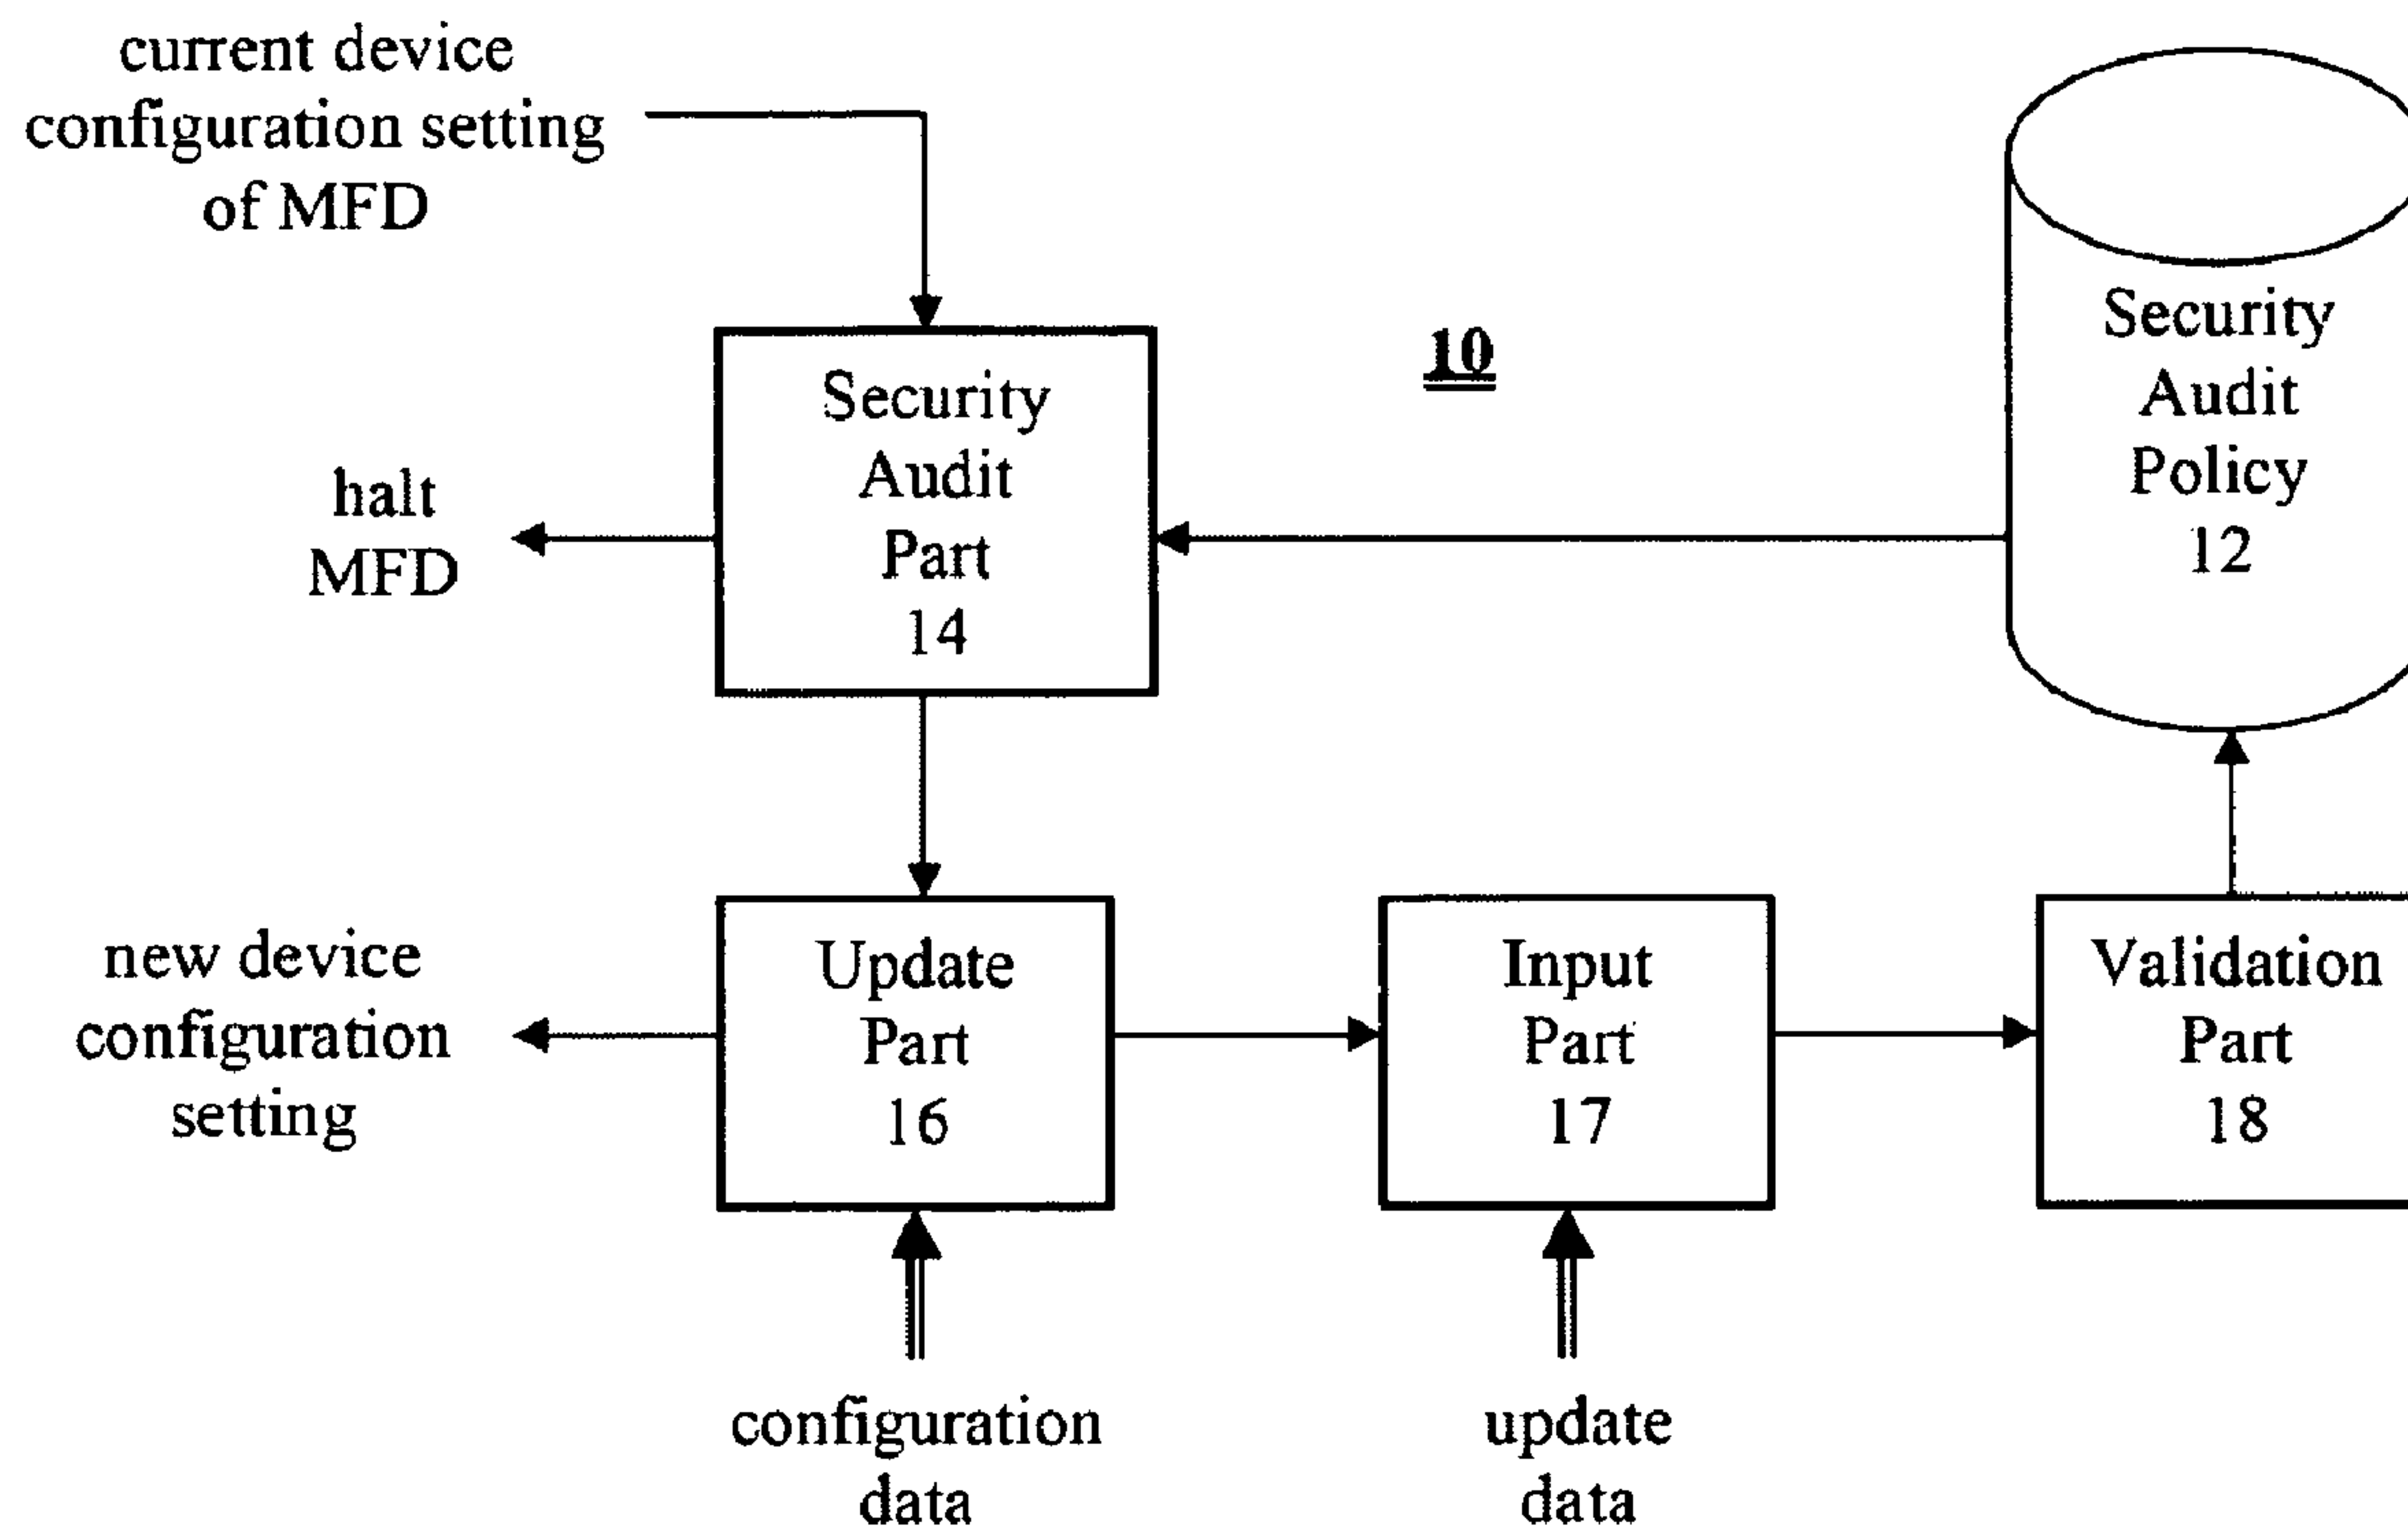 current device
configuration setting
of MFD
10
Security
Audit
Policy
12
Security
Audit
Part
14
halt
MFD
new device
configuration
setting
Update
Part
16
Input
Part
17
Validation
Part
18
configuration
data
update
data